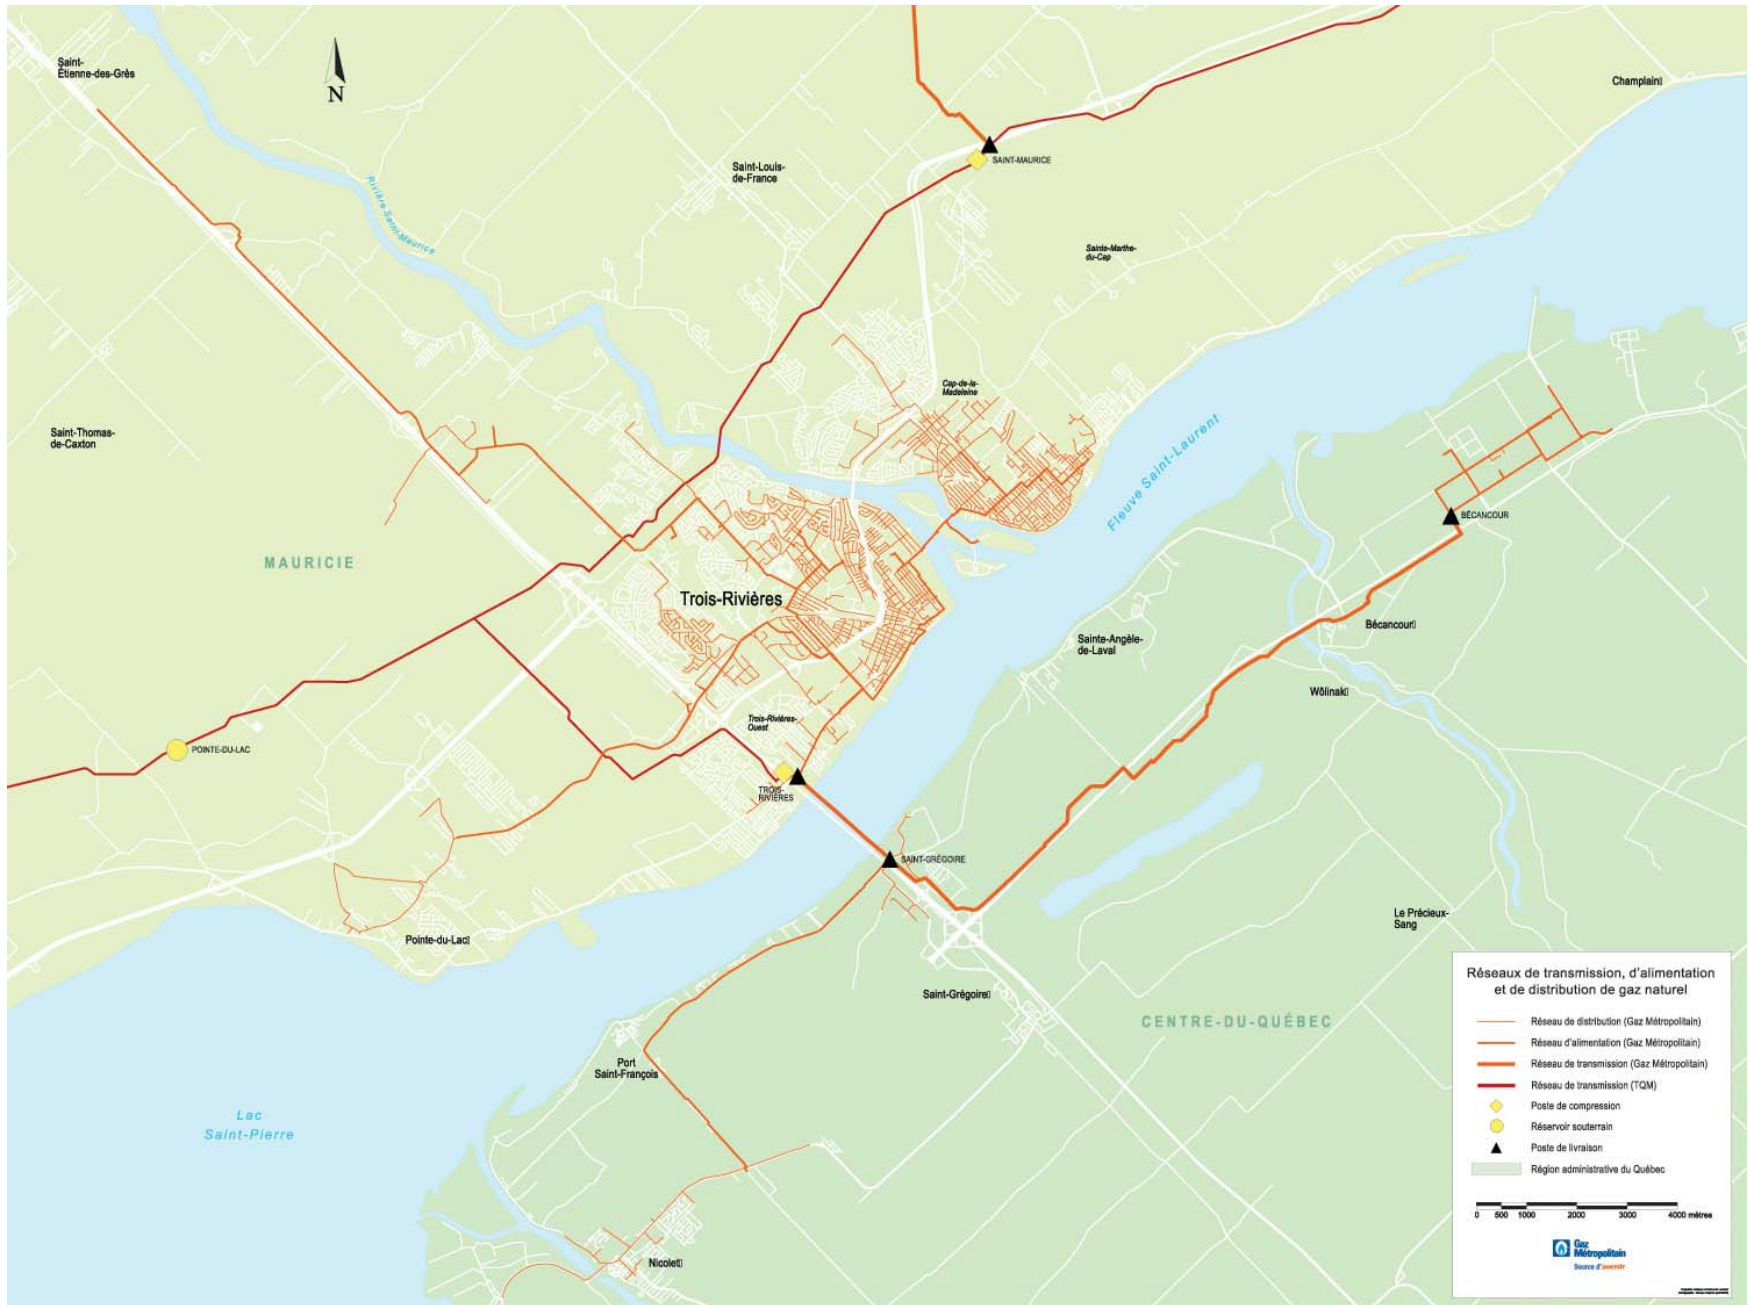 Saint-
Étienne-des-Grès
N
Champlain
Saint-Louis-
de-France
SAINT-MAURICE
Rivière Saint-Maurice
Sainte-Marthe-
du-Cap
Cap-de-la-
Madeleine
Saint-Thomas-
de-Caxton
Fleuve Saint-Laurent
BÉCANCOUR
MAURICIE
Trois-Rivières
Bécancour
Sainte-Angèle-
de-Laval
Wôlinak
Trois-Rivières-
Ouest
POINTE-DU-LAC
TROIS-
RIVIÈRES
SAINT-GRÉGOIRE
Pointe-du-Lac
Le Précieux-
Sang
Saint-Grégoire
CENTRE-DU-QUÉBEC
Port
Saint-François
Lac
Saint-Pierre
Nicolet
Réseaux de transmission, d'alimentation
et de distribution de gaz naturel
Réseau de distribution (Gaz Métropolitain)
Réseau d'alimentation (Gaz Métropolitain)
Réseau de transmission (Gaz Métropolitain)
Réseau de transmission (TQM)
Poste de compression
Réservoir souterrain
Poste de livraison
Région administrative du Québec
0 500 1000 2000 3000 4000 mètres
Gaz
Métropolitain
Source d'avenir